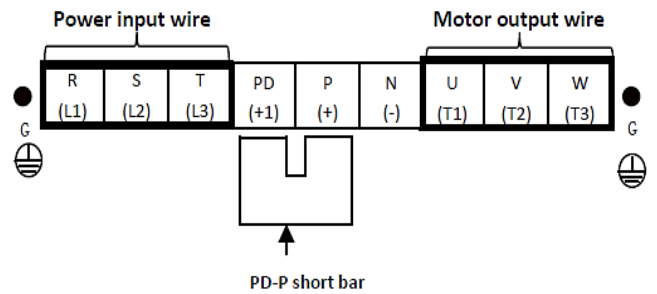 Power input wire
Motor output wire
R S T PD P N U V W
(L1) (L2) (L3) (+1) (+) (-) (T1) (T2) (T3)
G G
PD-P short bar